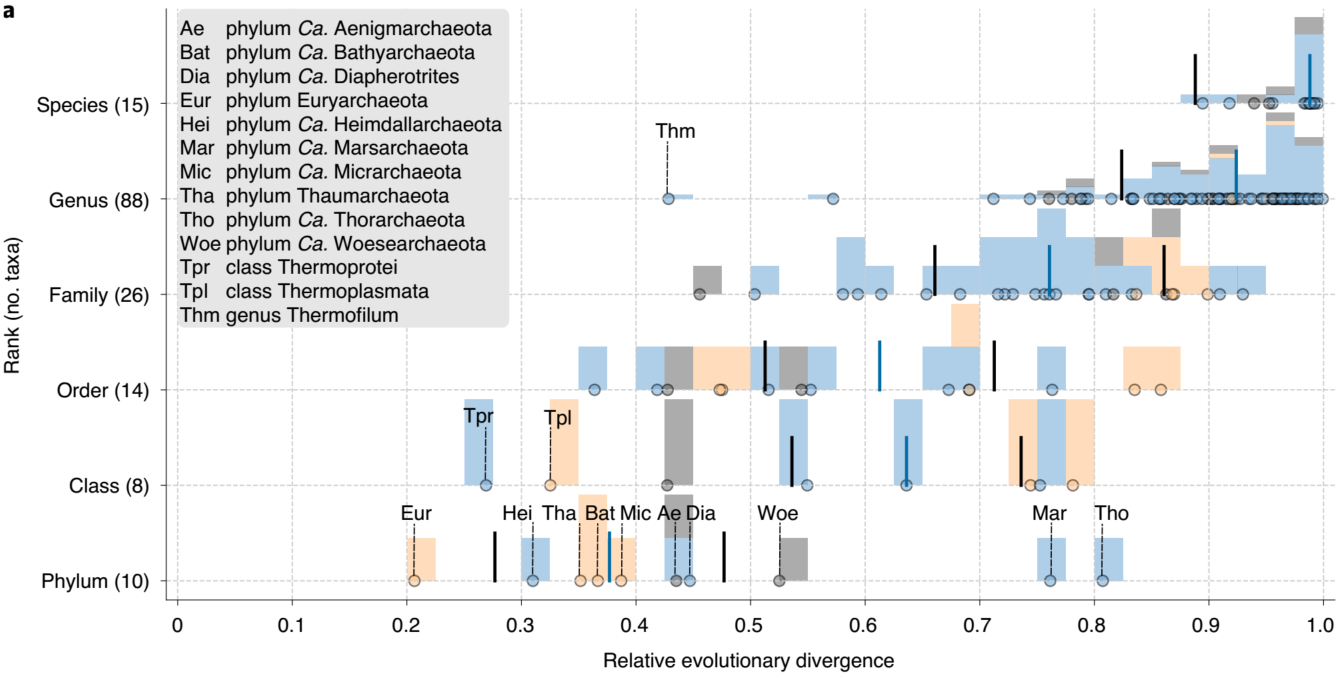 a
Ae phylum Ca. Aenigmarchaeota
Bat phylum Ca. Bathyarchaeota
Dia phylum Ca. Diapherotrites
Eur phylum Euryarchaeota
Hei phylum Ca. Heimdallarchaeota
Mar phylum Ca. Marsarchaeota
Mic phylum Ca. Micrarchaeota
Tha phylum Thaumarchaeota
Tho phylum Ca. Thorarchaeota
Woe phylum Ca. Woesearchaeota
Tpr class Thermoprotei
Tpl class Thermoplasmata
Thm genus Thermofilum
Rank (no. taxa)
Species (15)
Thm
Genus (88)
Family (26)
Order (14)
Tpr Tpl
Class (8)
Eur Hei Tha Bat Mic Ae Dia Woe Mar Tho
Phylum (10)
0 0.1 0.2 0.3 0.4 0.5 0.6 0.7 0.8 0.9 1.0
Relative evolutionary divergence